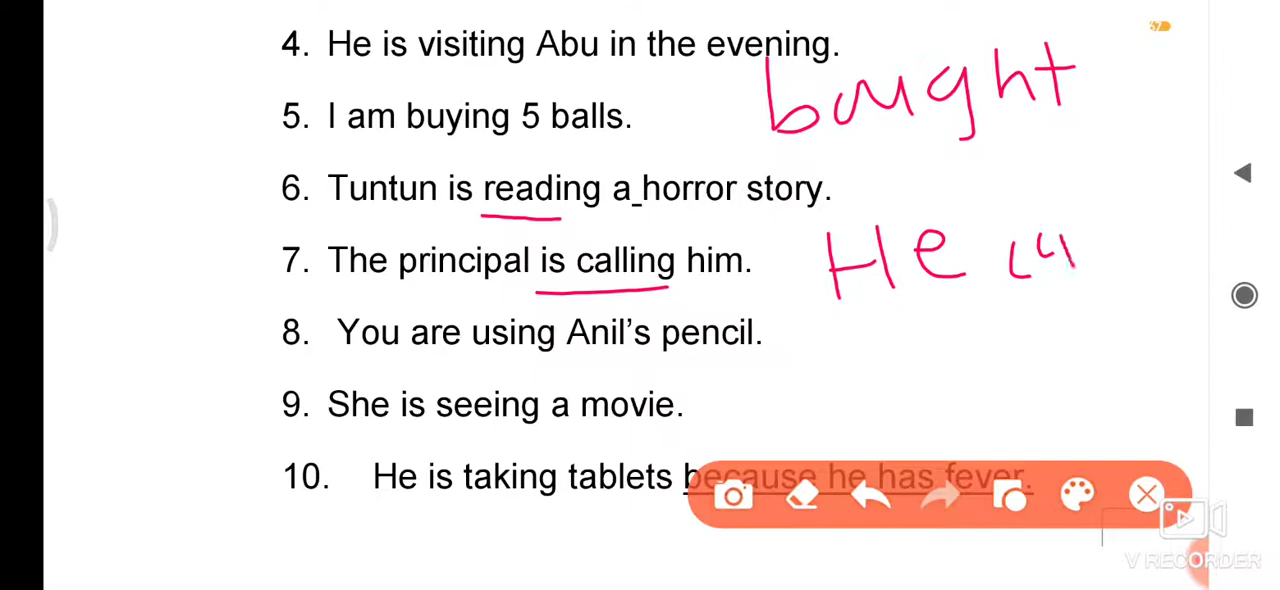 4. He is visiting Abu in the evening.
bought
5. I am buying 5 balls.
6. Tuntun is reading a horror story.
7. The principal is calling him.
He
8. You are using Anil's pencil.
9. She is seeing a movie.
10. He is taking tablets because he has fever.
V RECORDER